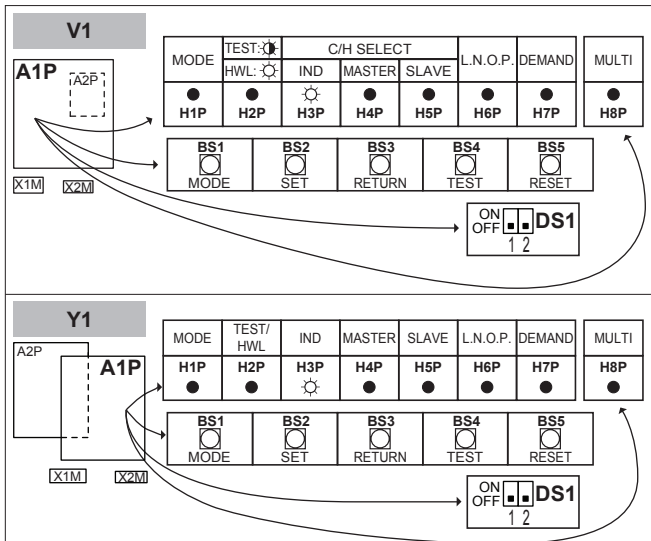 V1
A1P
A2P
X1M X2M
MODE TEST: C/H SELECT L.N.O.P. DEMAND MULTI
HWL: IND MASTER SLAVE
H1P H2P H3P H4P H5P H6P H7P H8P
BS1 BS2 BS3 BS4 BS5
MODE SET RETURN TEST RESET
ON
OFF
DS1
1 2
Y1
A2P
A1P
X1M X2M
MODE TEST/ HWL IND MASTER SLAVE L.N.O.P. DEMAND MULTI
H1P H2P H3P H4P H5P H6P H7P H8P
BS1 BS2 BS3 BS4 BS5
MODE SET RETURN TEST RESET
ON
OFF
DS1
1 2